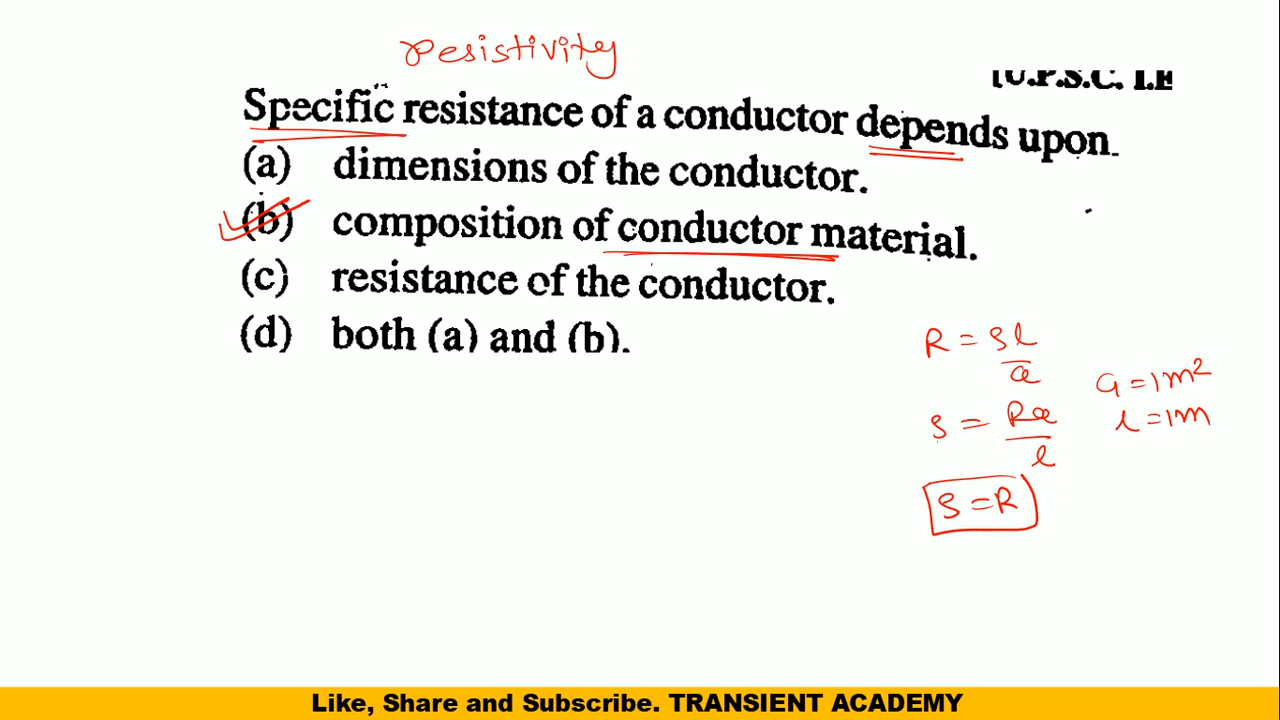 resistivity
[U.P.S.C. I.E
Specific resistance of a conductor depends upon.
(a) dimensions of the conductor.
(b) composition of conductor material.
(c) resistance of the conductor.
(d) both (a) and (b).
R = ρl/a
a = 1m²
ρ = Ra/l
l = 1m
ρ = R
Like, Share and Subscribe. TRANSIENT ACADEMY